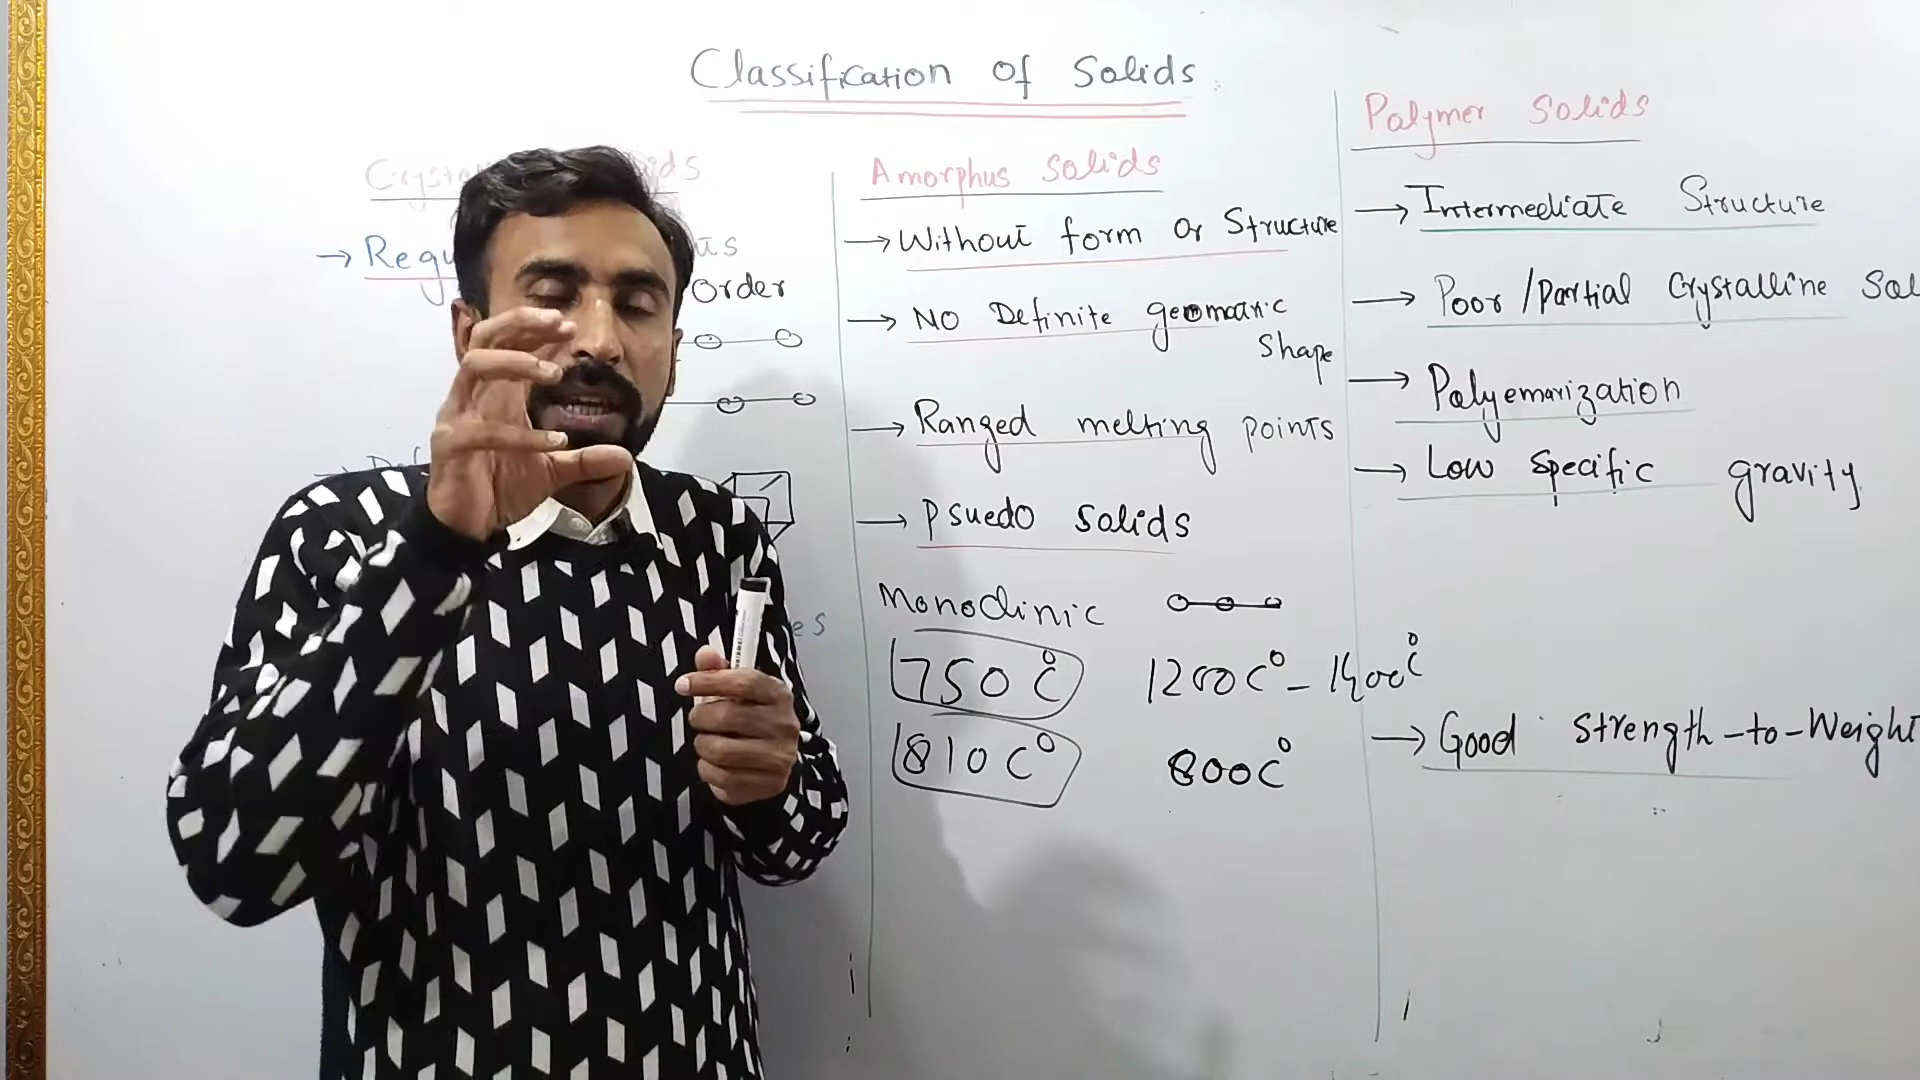 Classification of Solids
Regu
Order
Amorphus Solids
→ Without form or Structure
→ No Definite geomatric
Shape
→ Ranged melting points
→ Psuedo Solids
Monoclinic
750 C°
1200C° - 1400C°
810 C°
800C°
Polymer Solids
→ Intermediate Structure
→ Poor / Partial Crystalline Sol
→ Polyemarization
→ Low Specific gravity
→ Good Strength-to-Weight